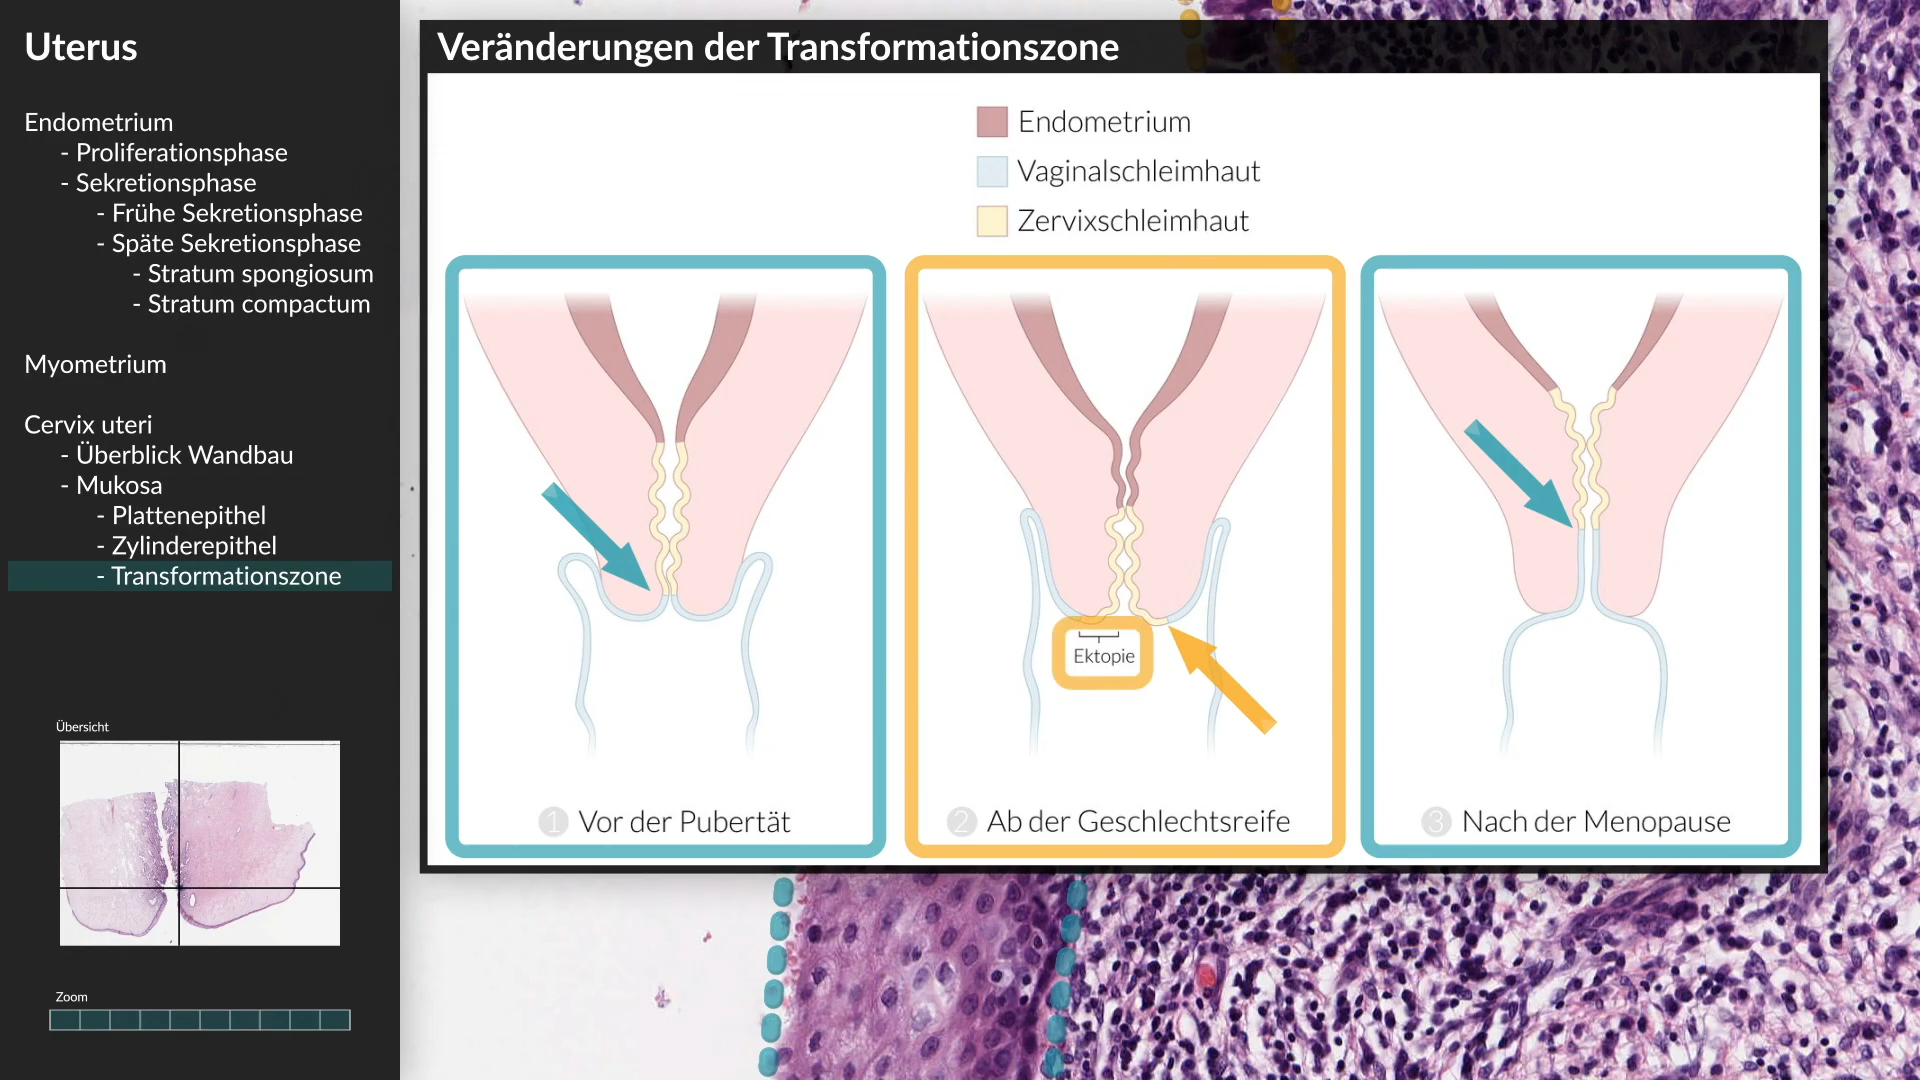 Uterus
Endometrium
- Proliferationsphase
- Sekretionsphase
- Frühe Sekretionsphase
- Späte Sekretionsphase
- Stratum spongiosum
- Stratum compactum
Myometrium
Cervix uteri
- Überblick Wandbau
- Mukosa
- Plattenepithel
- Zylinderepithel
- Transformationszone
Übersicht
Zoom
Veränderungen der Transformationszone
Endometrium
Vaginalschleimhaut
Zervixschleimhaut
Ektopie
1 Vor der Pubertät
2 Ab der Geschlechtsreife
3 Nach der Menopause